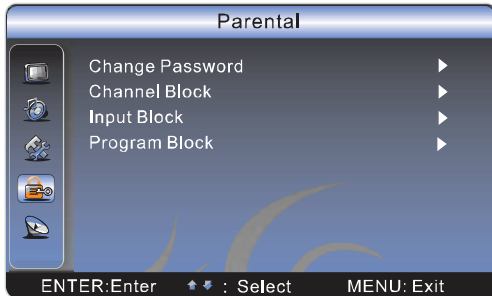 Parental
Change Password
Channel Block
Input Block
Program Block
ENTER:Enter : Select MENU: Exit